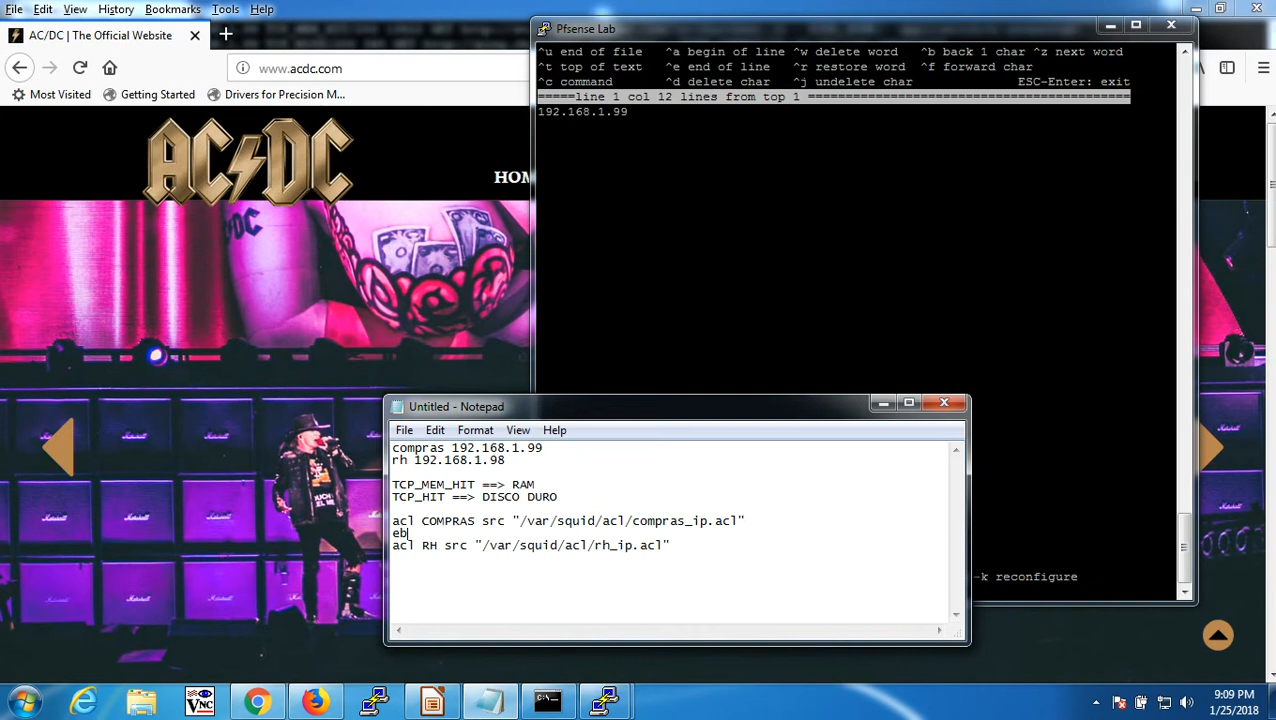 File Edit View History Bookmarks Tools Help
AC/DC | The Official Website
www.acdc.com
Most Visited Getting Started Drivers for Precision M...
AC DC
HOM
Pfsense Lab
^u end of file ^a begin of line ^w delete word ^b back 1 char ^z next word
^t top of text ^e end of line ^r restore word ^f forward char
^c command ^d delete char ^j undelete char ESC-Enter: exit
=====line 1 col 12 lines from top 1 ============================================
192.168.1.99
-k reconfigure
Untitled - Notepad
File Edit Format View Help
compras 192.168.1.99
rh 192.168.1.98
TCP_MEM_HIT ==> RAM
TCP_HIT ==> DISCO DURO
acl COMPRAS src "/var/squid/acl/compras_ip.acl"
eb
acl RH src "/var/squid/acl/rh_ip.acl"
VNC
C:\
9:09 PM
1/25/2018